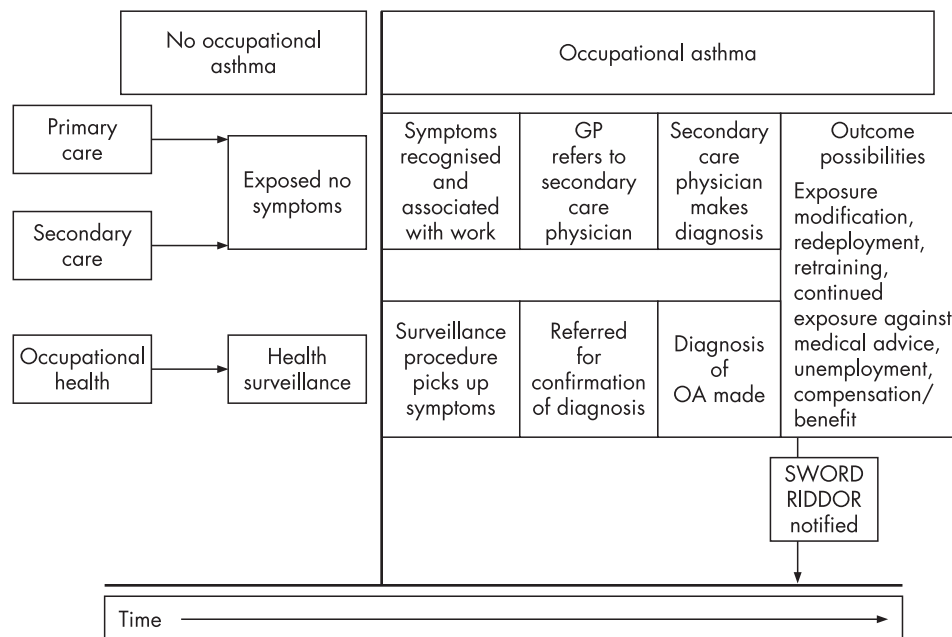 No occupational
asthma
Occupational asthma
Primary
care
Secondary
care
Exposed no
symptoms
Symptoms
recognised
and
associated
with work
GP
refers to
secondary
care
physician
Secondary
care
physician
makes
diagnosis
Outcome
possibilities
Exposure
modification,
redeployment,
retraining,
continued
exposure against
medical advice,
unemployment,
compensation/
benefit
Occupational
health
Health
surveillance
Surveillance
procedure
picks up
symptoms
Referred
for
confirmation
of diagnosis
Diagnosis
of
OA made
SWORD
RIDDOR
notified
Time